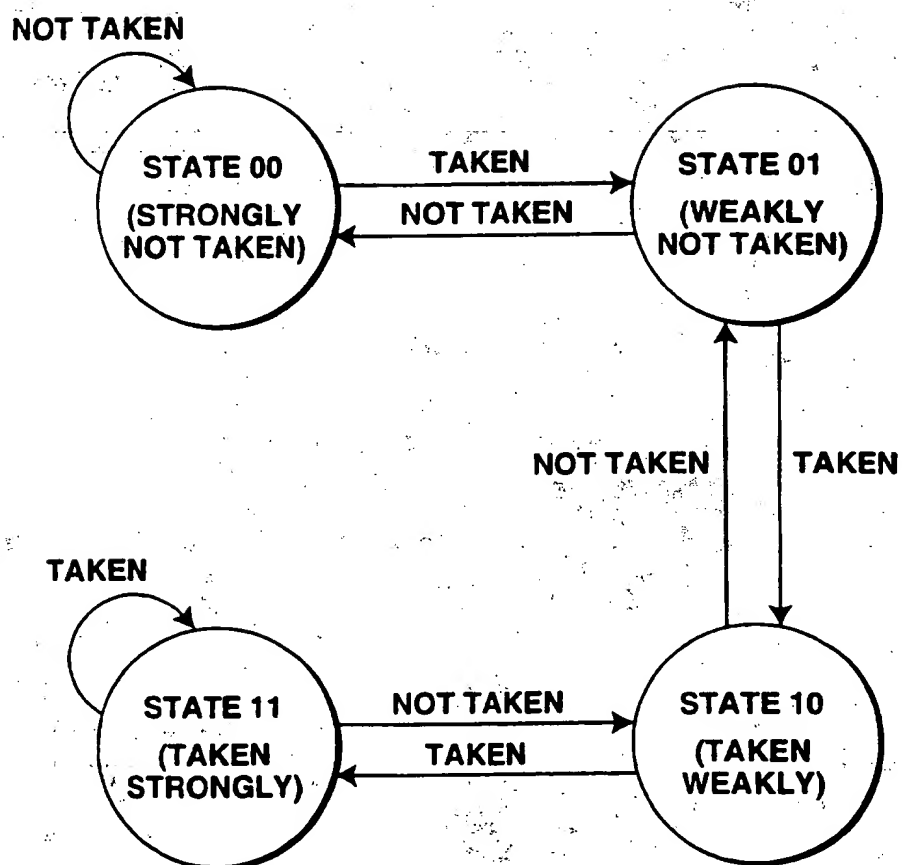 NOT TAKEN
STATE 00
(STRONGLY
NOT TAKEN)
TAKEN
NOT TAKEN
STATE 01
(WEAKLY
NOT TAKEN)
NOT TAKEN
TAKEN
TAKEN
STATE 11
(TAKEN
STRONGLY)
NOT TAKEN
TAKEN
STATE 10
(TAKEN
WEAKLY)